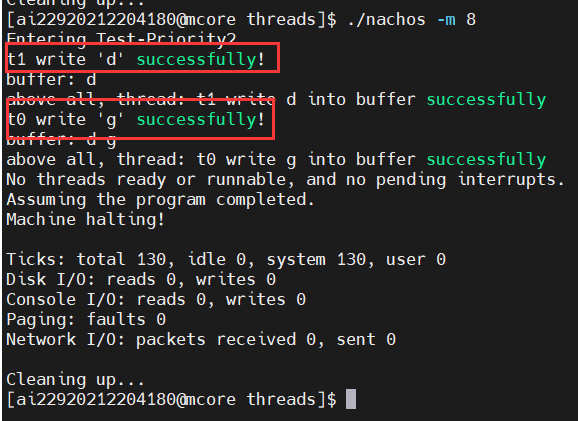 Cleaning up...
[ai22920212204180@mcore threads]$ ./nachos -m 8
Entering Test-Priority2
t1 write 'd' successfully!
buffer: d
above all, thread: t1 write d into buffer successfully
t0 write 'g' successfully!
buffer: d g
above all, thread: t0 write g into buffer successfully
No threads ready or runnable, and no pending interrupts.
Assuming the program completed.
Machine halting!
Ticks: total 130, idle 0, system 130, user 0
Disk I/O: reads 0, writes 0
Console I/O: reads 0, writes 0
Paging: faults 0
Network I/O: packets received 0, sent 0
Cleaning up...
[ai22920212204180@mcore threads]$